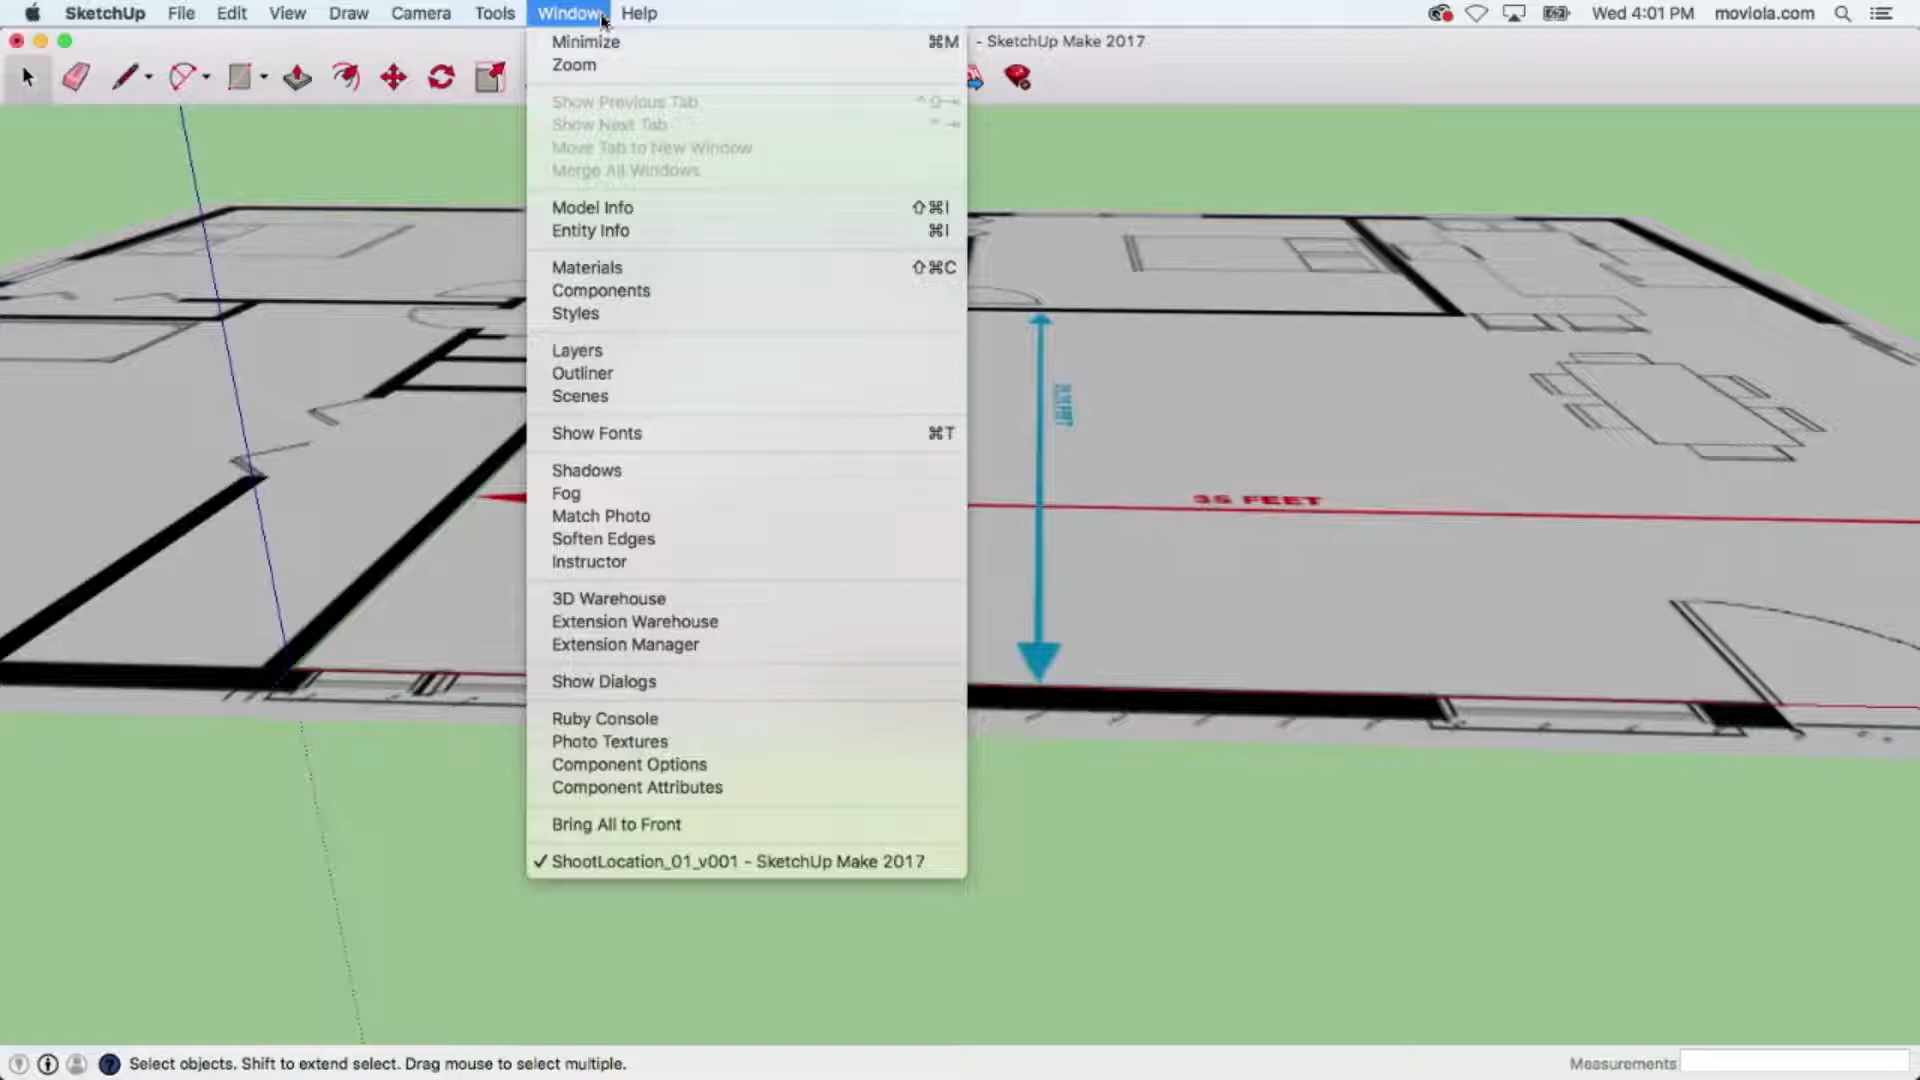 SketchUp File Edit View Draw Camera Tools Window Help Wed 4:01 PM moviola.com
- SketchUp Make 2017
Minimize ⌘M
Zoom
Show Previous Tab
Show Next Tab
Move Tab to New Window
Merge All Windows
Model Info ⇧⌘I
Entity Info ⌘I
Materials ⇧⌘C
Components
Styles
Layers
Outliner
Scenes
Show Fonts ⌘T
Shadows
Fog
Match Photo
Soften Edges
Instructor
3D Warehouse
Extension Warehouse
Extension Manager
Show Dialogs
Ruby Console
Photo Textures
Component Options
Component Attributes
Bring All to Front
✓ ShootLocation_01_v001 - SketchUp Make 2017
35 FEET
Select objects. Shift to extend select. Drag mouse to select multiple.
Measurements